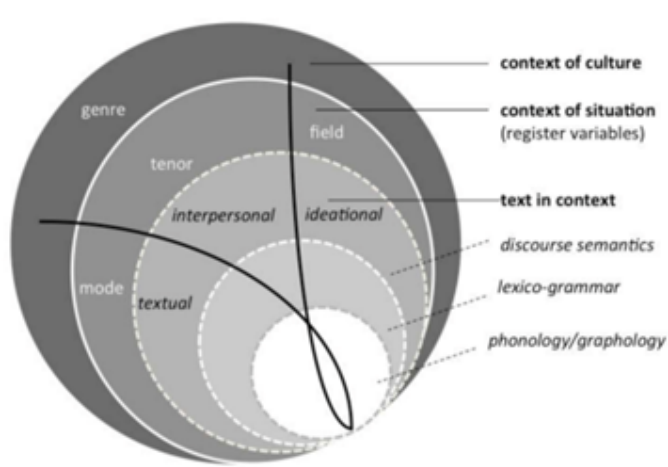 context of culture
genre
context of situation
(register variables)
field
tenor
text in context
interpersonal
ideational
discourse semantics
mode
textual
lexico-grammar
phonology/graphology